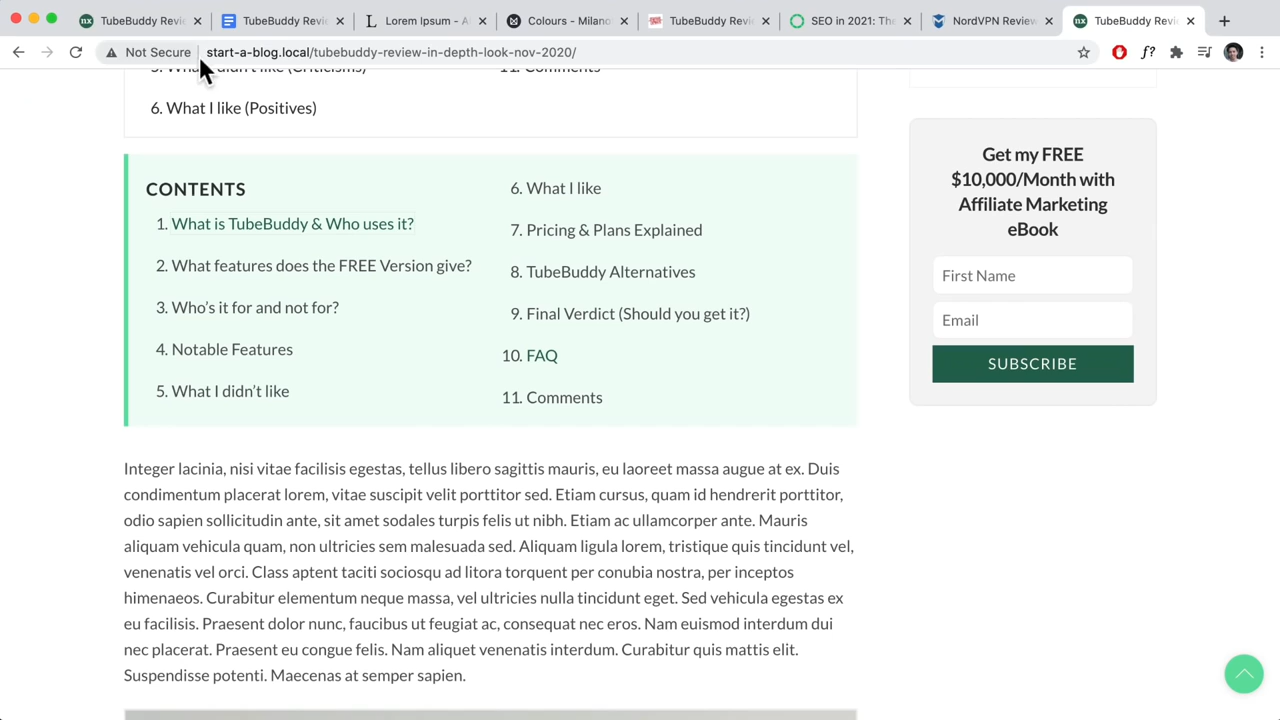 TubeBuddy Revi
TubeBuddy Revi
Lorem Ipsum - A
Colours - Milano
TubeBuddy Revi
SEO in 2021: The
NordVPN Review
TubeBuddy Revi
Not Secure
start-a-blog.local/tubebuddy-review-in-depth-look-nov-2020/
f?
5. What I didn't like (Criticisms)
11. Comments
6. What I like (Positives)
CONTENTS
1. What is TubeBuddy & Who uses it?
2. What features does the FREE Version give?
3. Who's it for and not for?
4. Notable Features
5. What I didn't like
6. What I like
7. Pricing & Plans Explained
8. TubeBuddy Alternatives
9. Final Verdict (Should you get it?)
10. FAQ
11. Comments
Integer lacinia, nisi vitae facilisis egestas, tellus libero sagittis mauris, eu laoreet massa augue at ex. Duis
condimentum placerat lorem, vitae suscipit velit porttitor sed. Etiam cursus, quam id hendrerit porttitor,
odio sapien sollicitudin ante, sit amet sodales turpis felis ut nibh. Etiam ac ullamcorper ante. Mauris
aliquam vehicula quam, non ultricies sem malesuada sed. Aliquam ligula lorem, tristique quis tincidunt vel,
venenatis vel orci. Class aptent taciti sociosqu ad litora torquent per conubia nostra, per inceptos
himenaeos. Curabitur elementum neque massa, vel ultricies nulla tincidunt eget. Sed vehicula egestas ex
eu facilisis. Praesent dolor nunc, faucibus ut feugiat ac, consequat nec eros. Nam euismod interdum dui
nec placerat. Praesent eu congue felis. Nam aliquet venenatis interdum. Curabitur quis mattis elit.
Suspendisse potenti. Maecenas at semper sapien.
Get my FREE
$10,000/Month with
Affiliate Marketing
eBook
First Name
Email
SUBSCRIBE